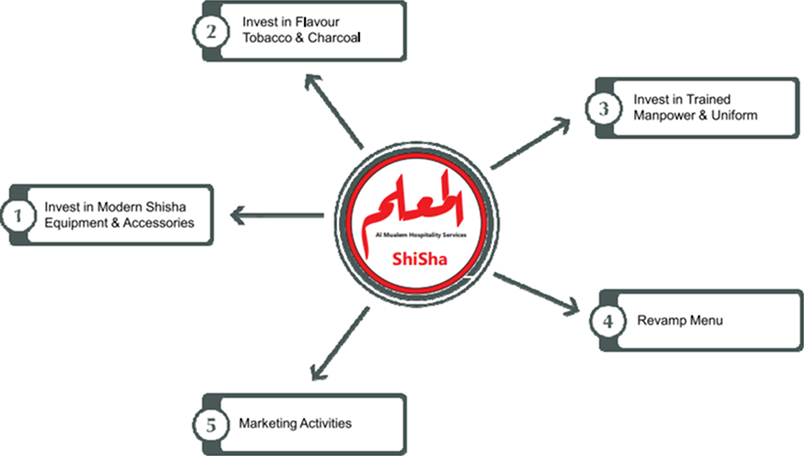 2
Invest in Flavour
Tobacco & Charcoal
3
Invest in Trained
Manpower & Uniform
1
Invest in Modern Shisha
Equipment & Accessories
المعلم
Al Mualem Hospitality Services
ShiSha
4
Revamp Menu
5
Marketing Activities